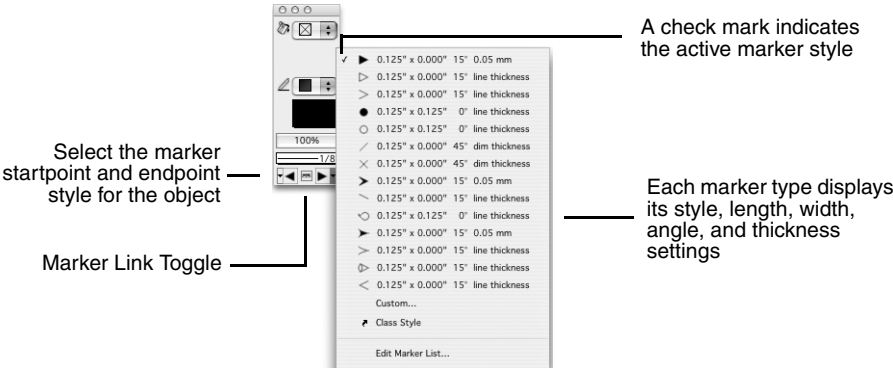 A check mark indicates
the active marker style
✓ 0.125" x 0.000" 15° 0.05 mm
0.125" x 0.000" 15° line thickness
0.125" x 0.000" 15° line thickness
0.125" x 0.125" 0° line thickness
0.125" x 0.125" 0° line thickness
0.125" x 0.000" 45° dim thickness
0.125" x 0.000" 45° dim thickness
0.125" x 0.000" 15° 0.05 mm
0.125" x 0.000" 15° line thickness
0.125" x 0.125" 0° line thickness
0.125" x 0.000" 15° 0.05 mm
0.125" x 0.000" 15° line thickness
0.125" x 0.000" 15° line thickness
0.125" x 0.000" 15° line thickness
Custom...
Class Style
Edit Marker List...
100%
1/8
Select the marker
startpoint and endpoint
style for the object
Marker Link Toggle
Each marker type displays
its style, length, width,
angle, and thickness
settings